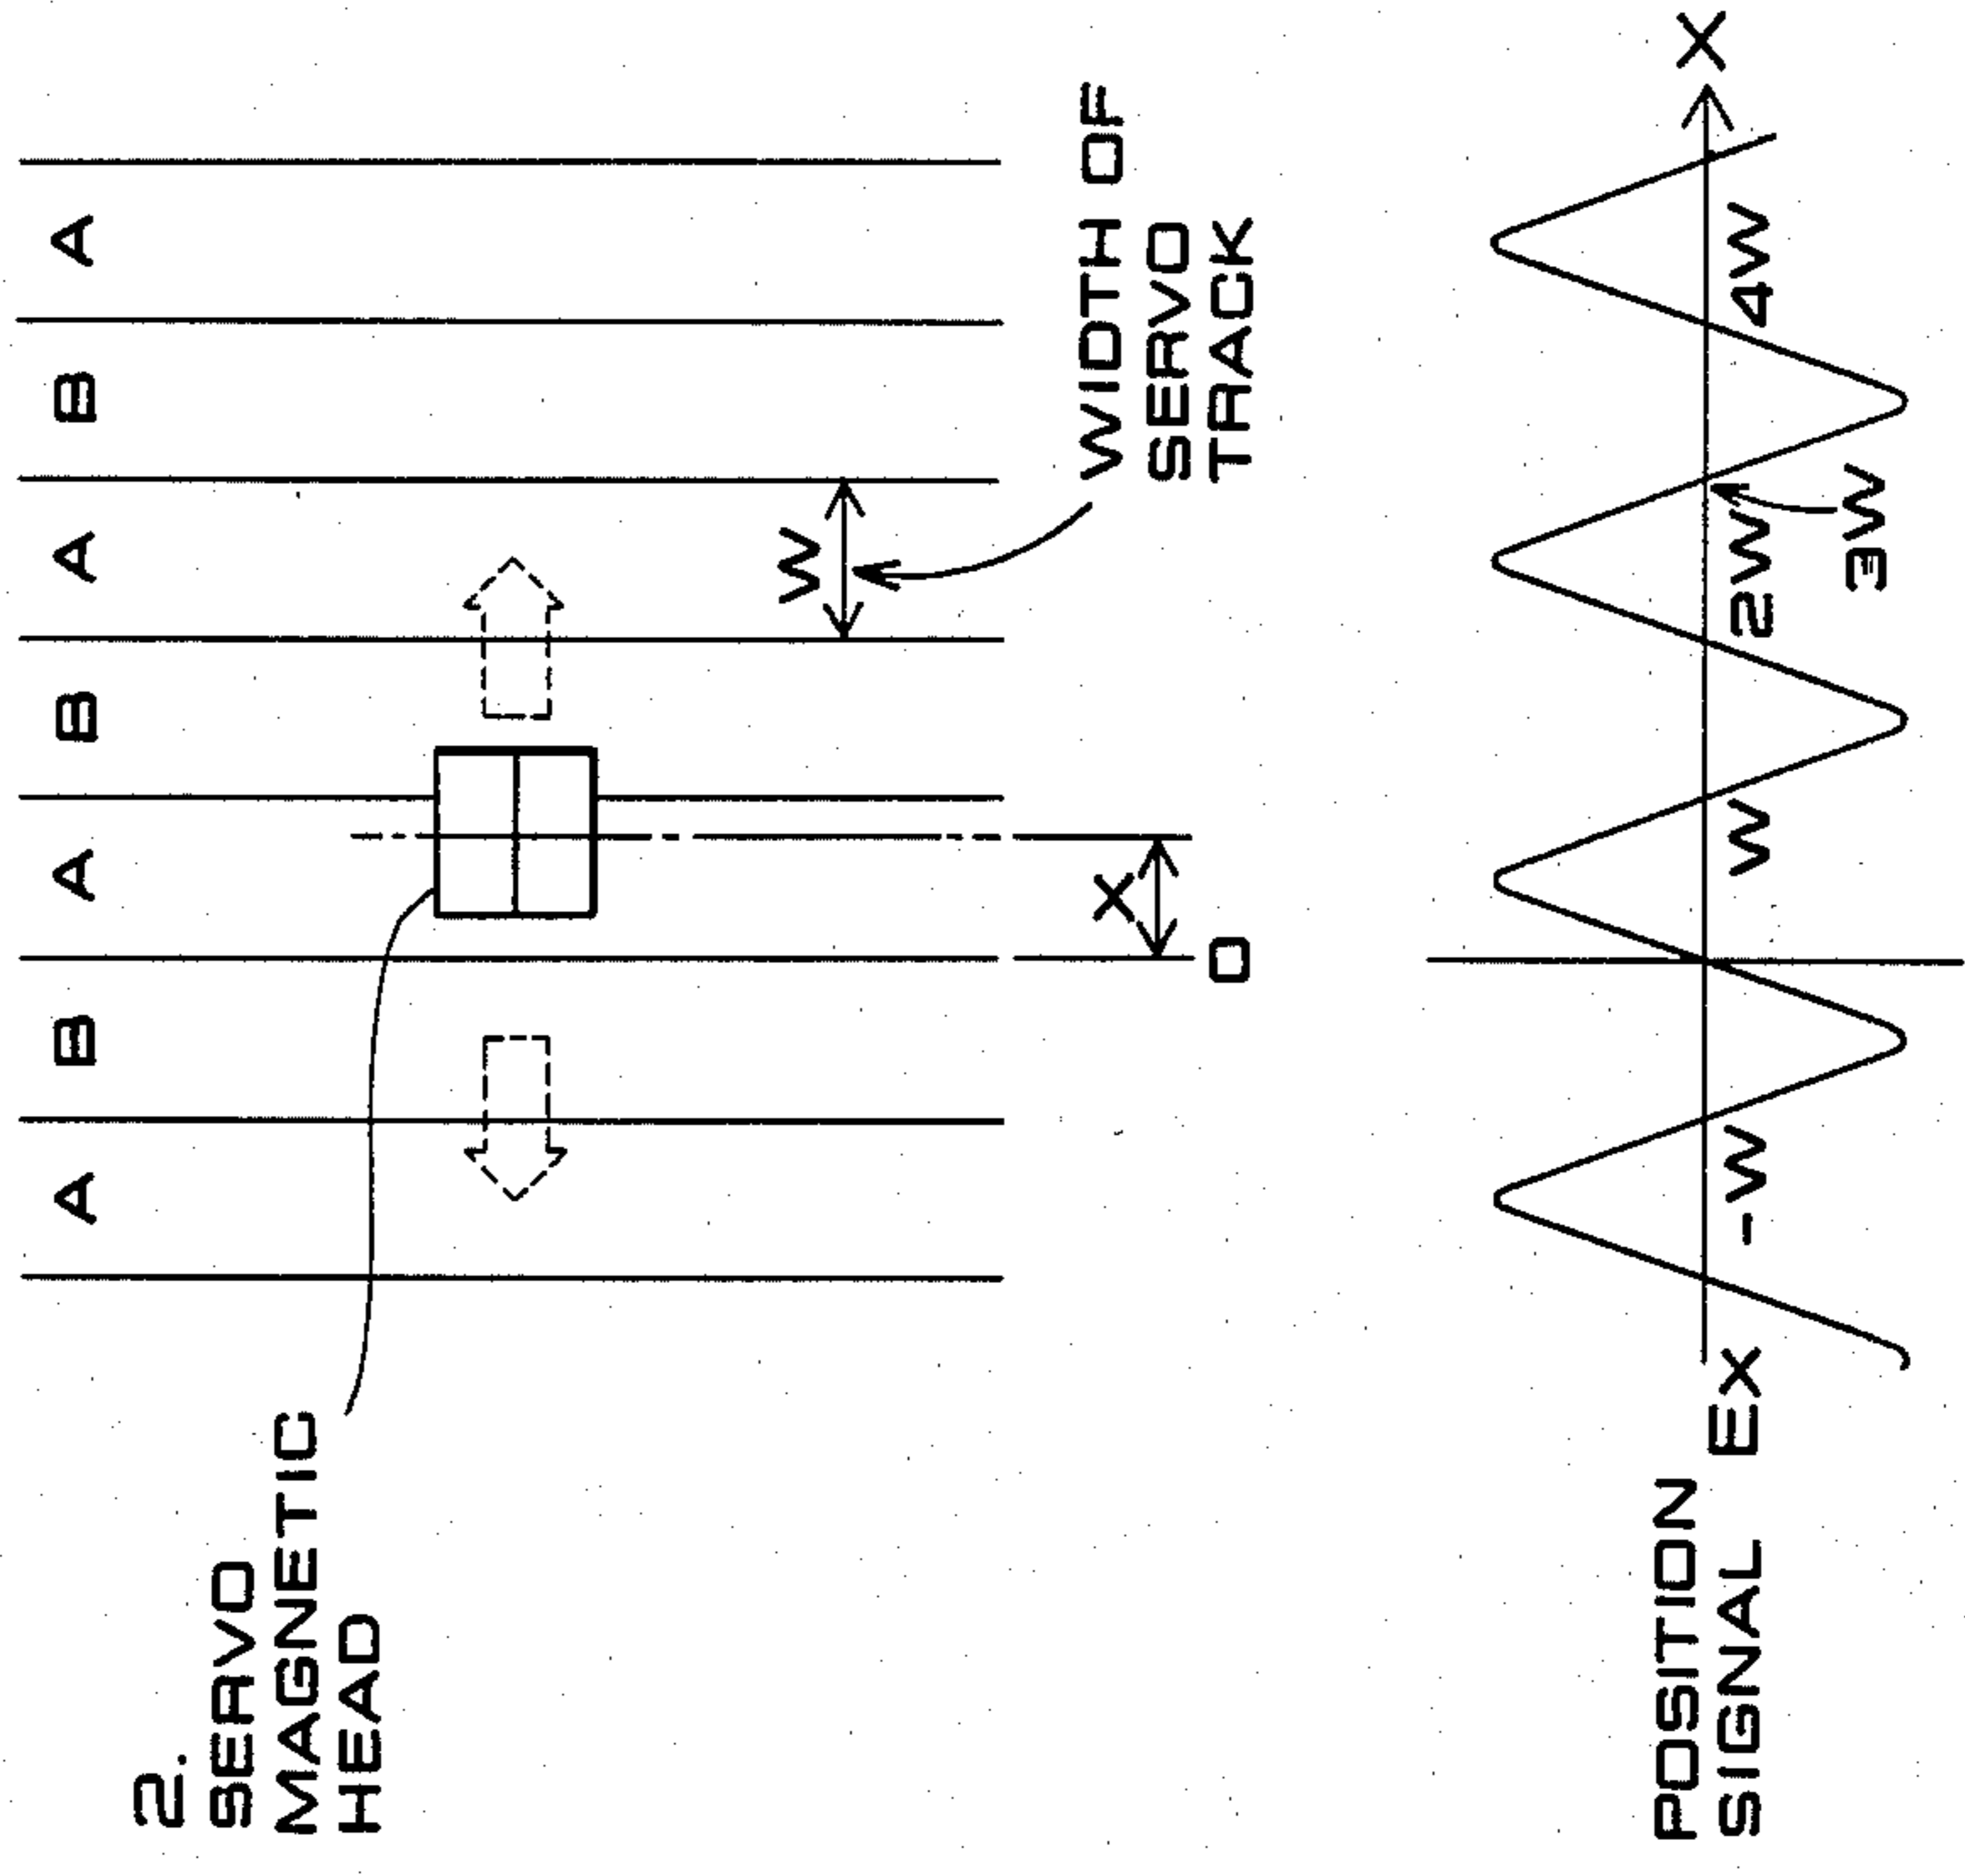 A B A B A B A
2.
SERVO
MAGNETIC
HEAD
W
X
WIDTH OF
SERVO
TRACK
0
POSITION
SIGNAL EX
X
-W W 2W 4W
3W